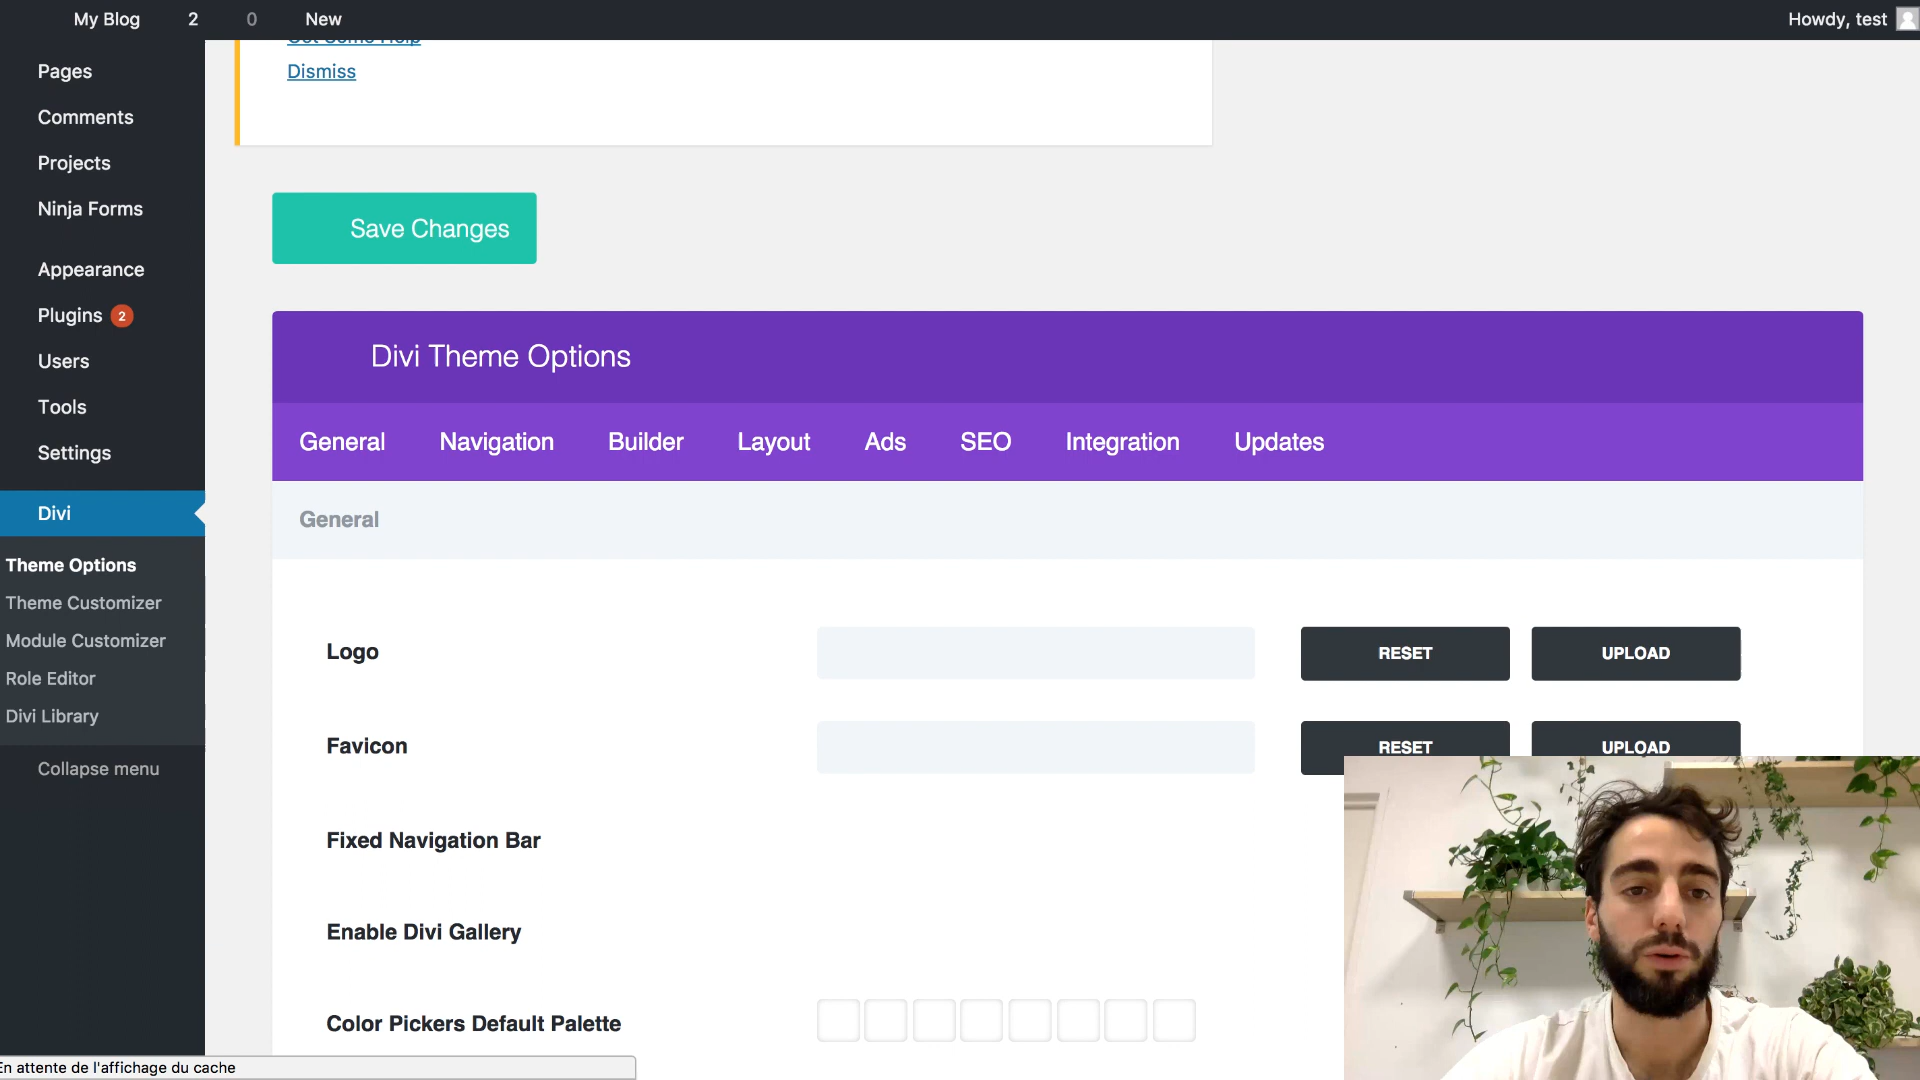 My Blog 2 0 New Howdy, test
Get Some Help
Dismiss
Pages
Comments
Projects
Ninja Forms
Appearance
Plugins 2
Users
Tools
Settings
Divi
Theme Options
Theme Customizer
Module Customizer
Role Editor
Divi Library
Collapse menu
Save Changes
Divi Theme Options
General Navigation Builder Layout Ads SEO Integration Updates
General
Logo RESET UPLOAD
Favicon RESET UPLOAD
Fixed Navigation Bar
Enable Divi Gallery
Color Pickers Default Palette
En attente de l'affichage du cache